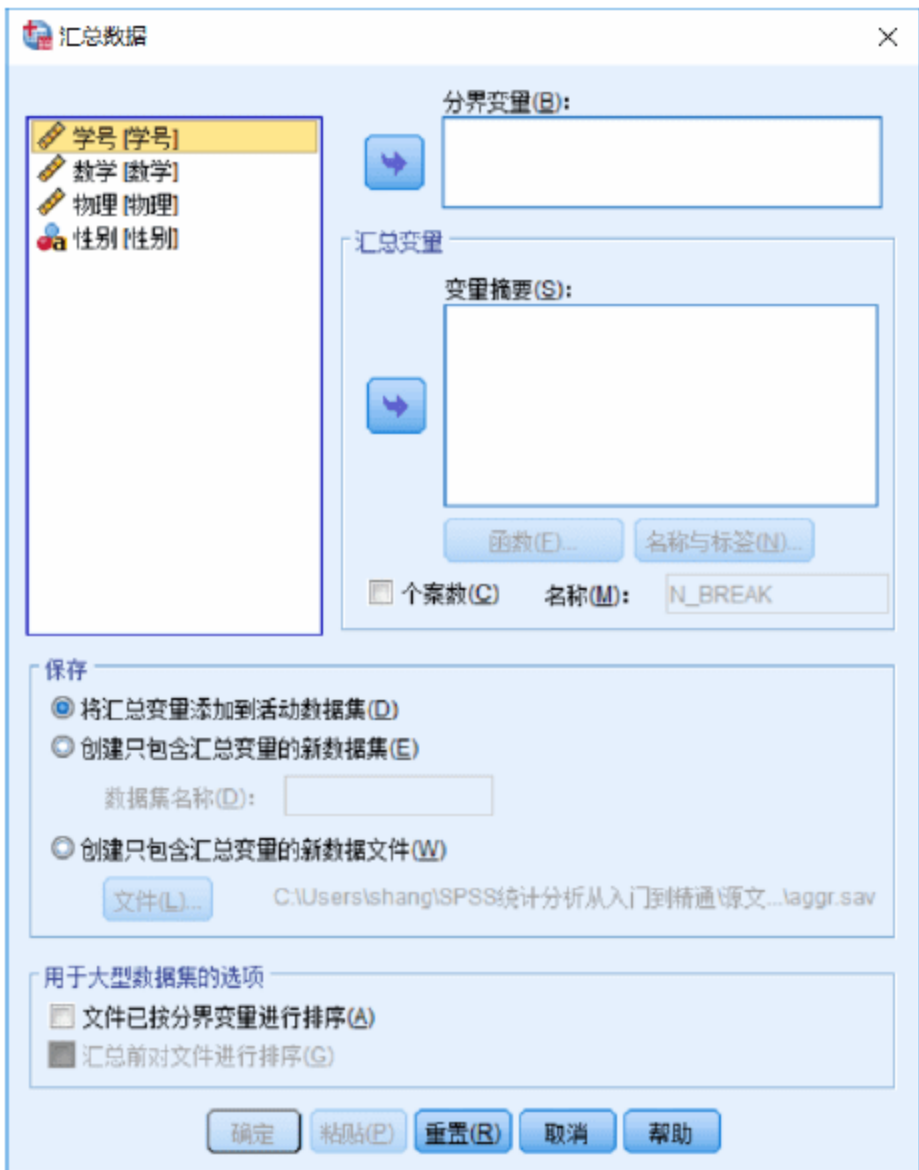 汇总数据
学号 [学号]
数学 [数学]
物理 [物理]
性别 [性别]
分界变量(B):
汇总变量
变量摘要(S):
函数(F)...
名称与标签(N)...
个案数(C)
名称(M):
N_BREAK
保存
将汇总变量添加到活动数据集(D)
创建只包含汇总变量的新数据集(E)
数据集名称(D):
创建只包含汇总变量的新数据文件(W)
文件(L)...
C:\Users\shang\SPSS统计分析从入门到精通\源文...\aggr.sav
用于大型数据集的选项
文件已按分界变量进行排序(A)
汇总前对文件进行排序(G)
确定
粘贴(P)
重置(R)
取消
帮助